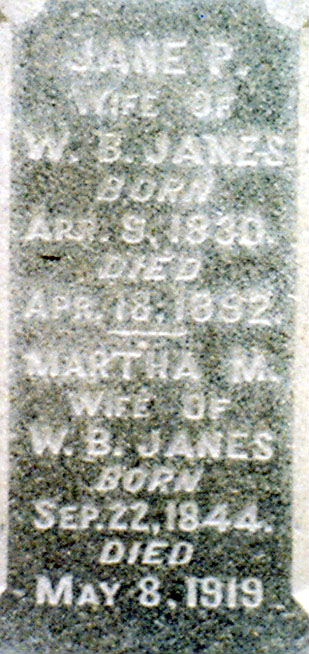 JANE P.
WIFE OF
W. B. JANES
BORN
APR. 9, 1830.
DIED
APR. 18, 1892.
MARTHA M.
WIFE OF
W. B. JANES
BORN
SEP. 22, 1844.
DIED
MAY 8, 1919